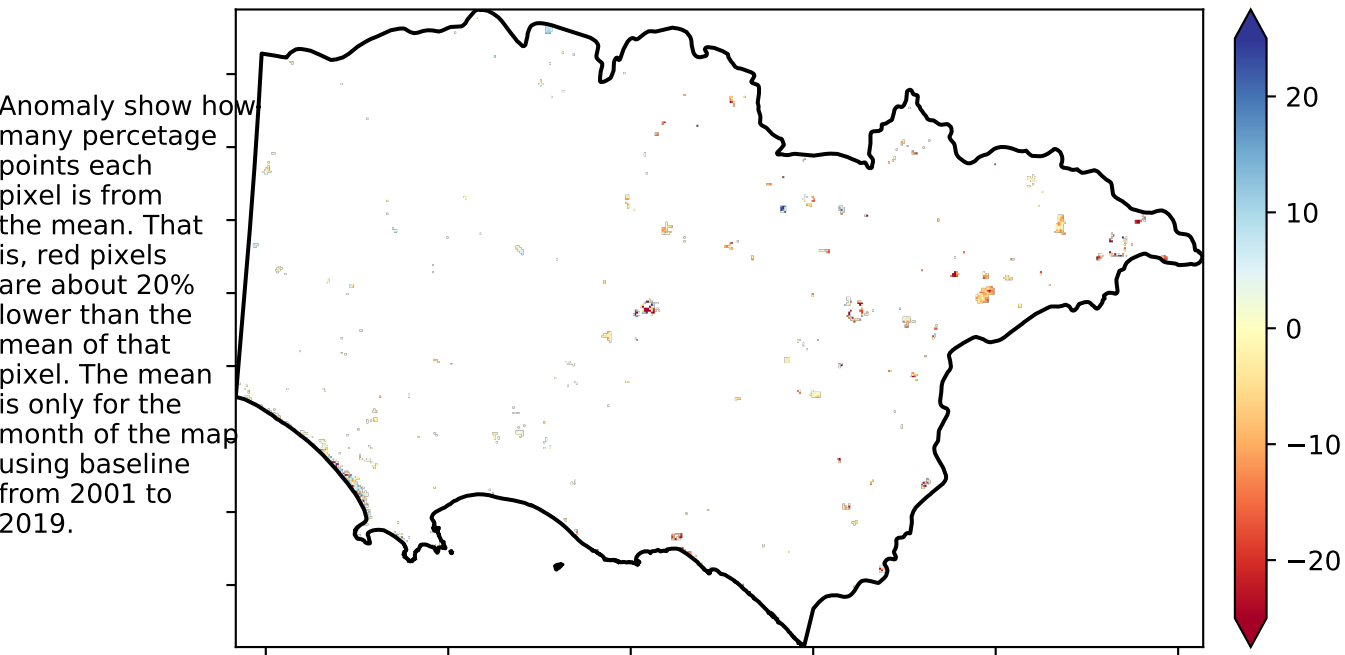 Anomaly show how
many percetage
points each
pixel is from
the mean. That
is, red pixels
are about 20%
lower than the
mean of that
pixel. The mean
is only for the
month of the map
using baseline
from 2001 to
2019.
20
10
0
−10
−20